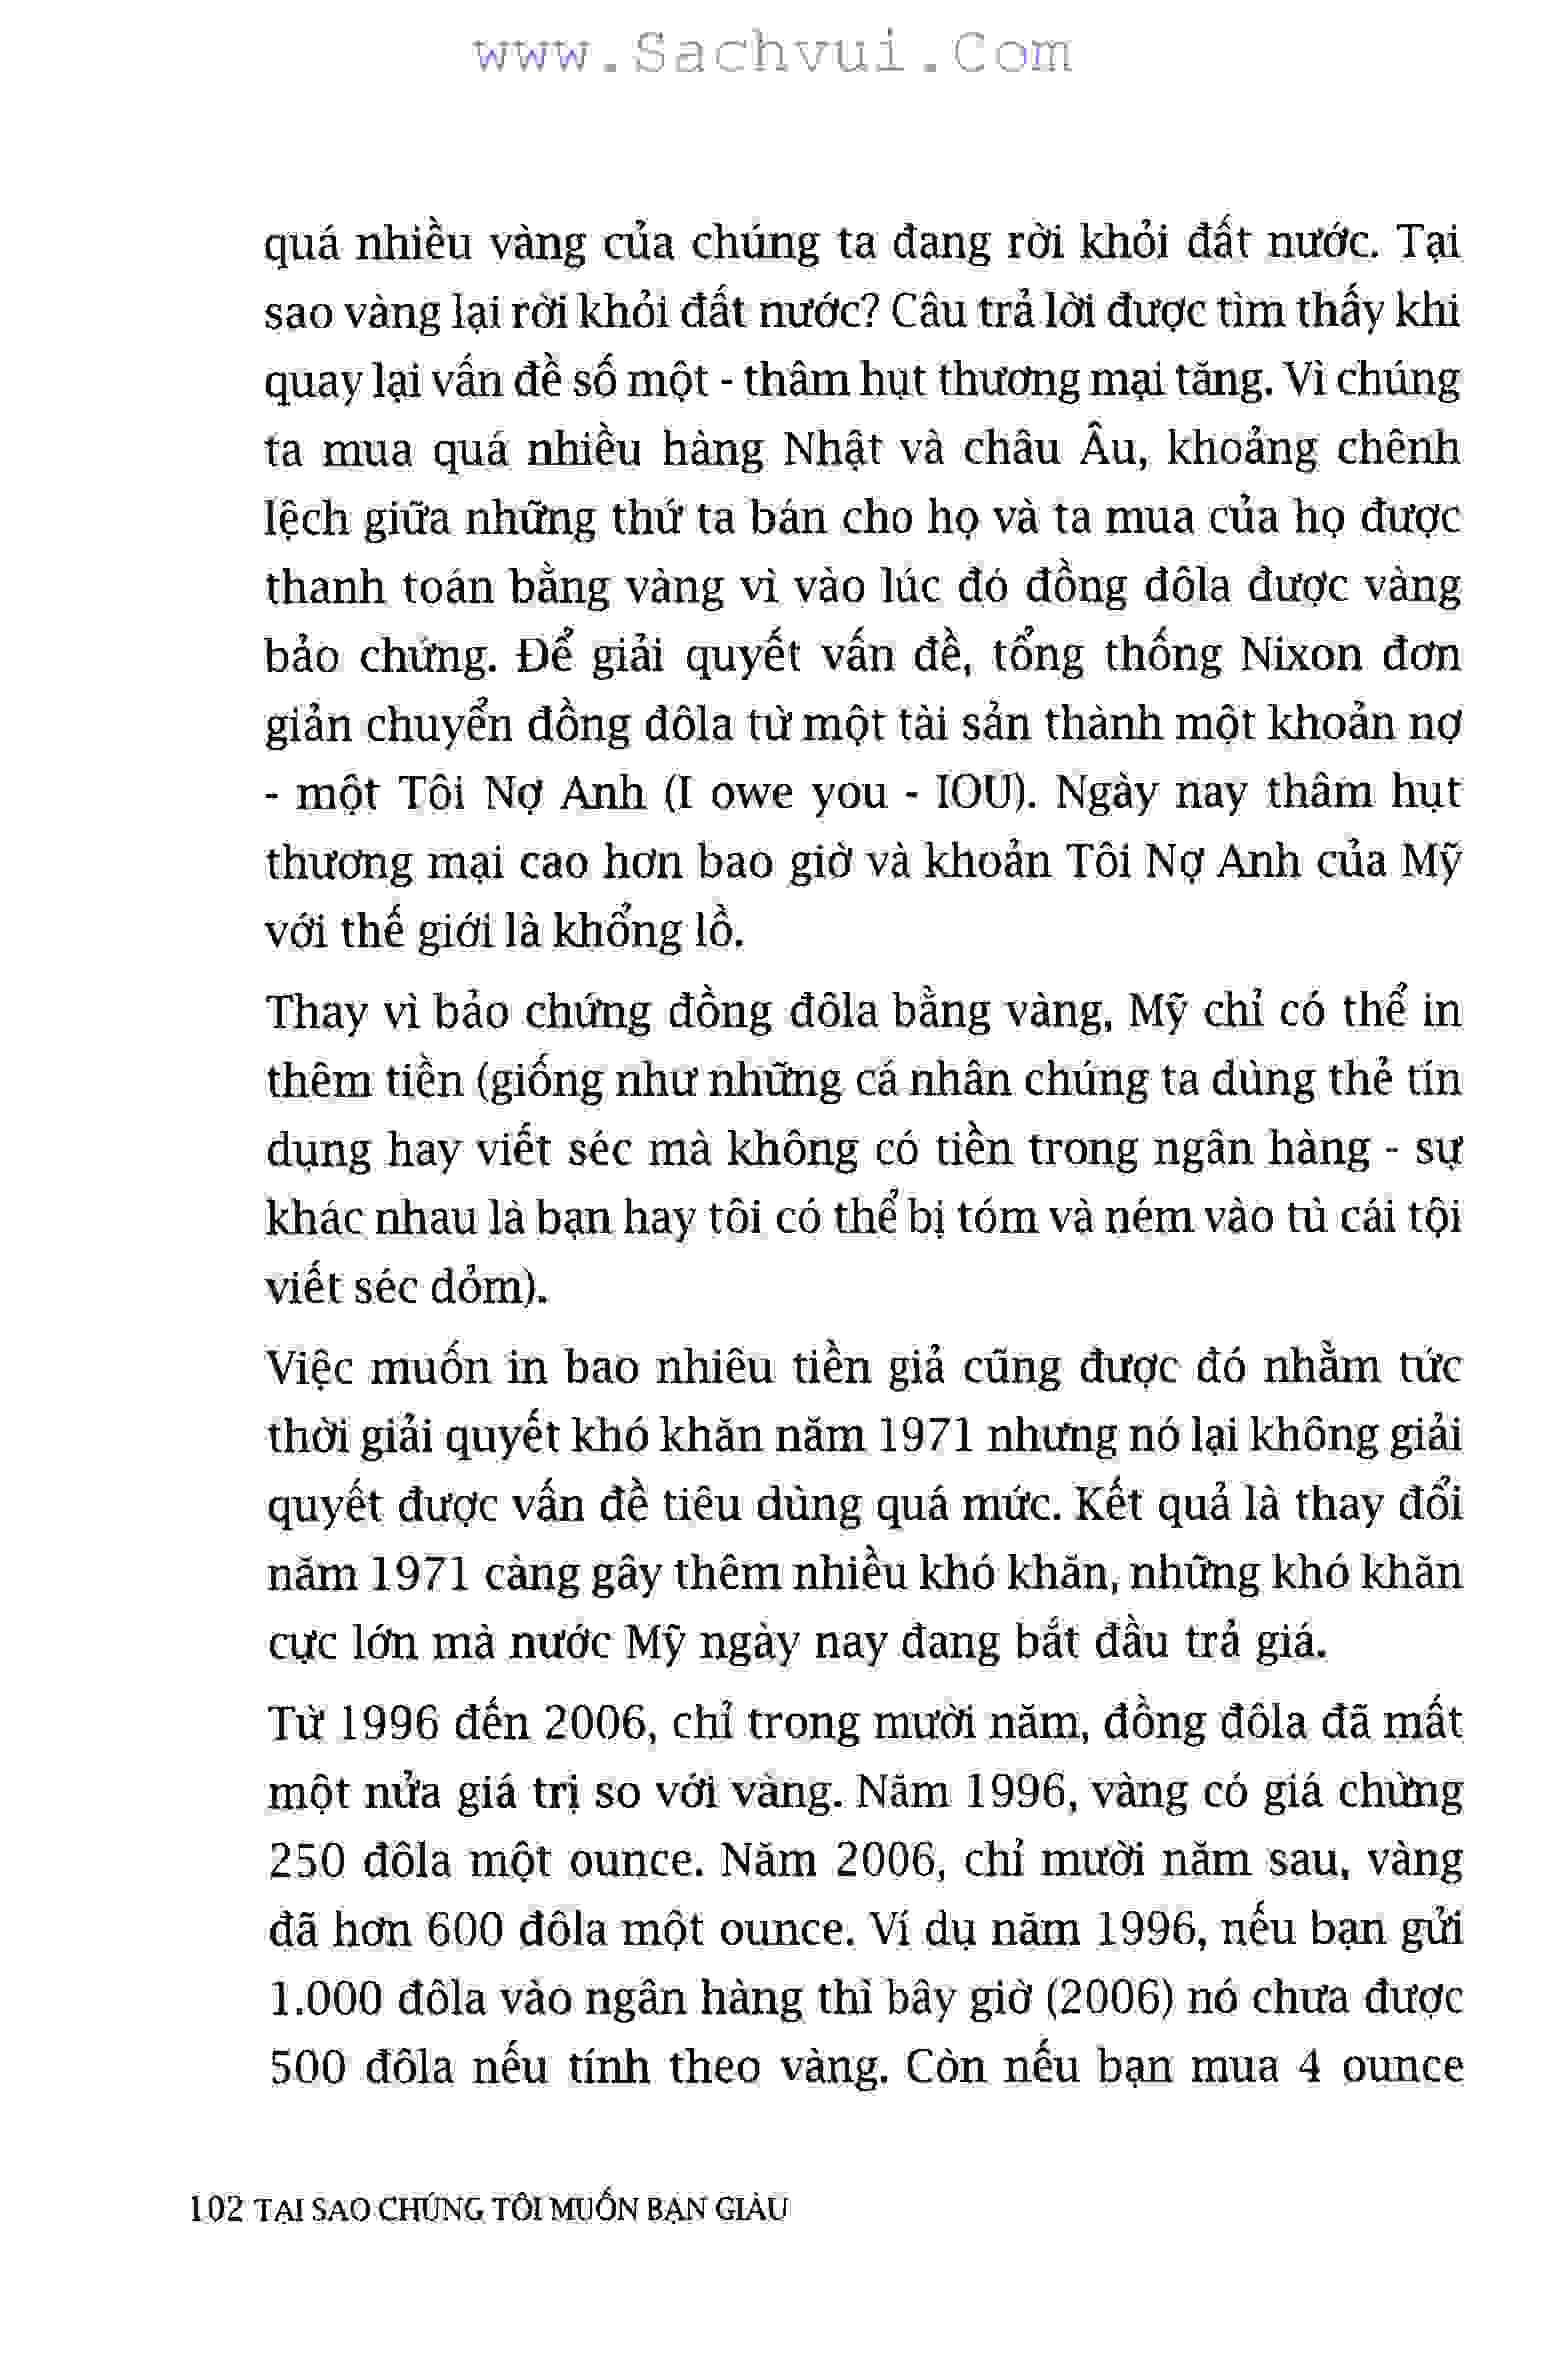 www.Sachvui.Com
quá nhiều vàng của chúng ta đang rời khỏi đất nước. Tại
sao vàng lại rời khỏi đất nước? Câu trả lời được tìm thấy khi
quay lại vấn đề số một - thâm hụt thương mại tăng. Vì chúng
ta mua quá nhiều hàng Nhật và châu Âu, khoảng chênh
lệch giữa những thứ ta bán cho họ và ta mua của họ được
thanh toán bằng vàng vì vào lúc đó đồng đôla được vàng
bảo chứng. Để giải quyết vấn đề, tổng thống Nixon đơn
giản chuyển đồng đôla từ một tài sản thành một khoản nợ
- một Tôi Nợ Anh (I owe you - IOU). Ngày nay thâm hụt
thương mại cao hơn bao giờ và khoản Tôi Nợ Anh của Mỹ
với thế giới là khổng lồ.
Thay vì bảo chứng đồng đôla bằng vàng, Mỹ chỉ có thể in
thêm tiền (giống như những cá nhân chúng ta dùng thẻ tín
dụng hay viết séc mà không có tiền trong ngân hàng - sự
khác nhau là bạn hay tôi có thể bị tóm và ném vào tù cái tội
viết séc dỏm).
Việc muốn in bao nhiêu tiền giả cũng được đó nhằm tức
thời giải quyết khó khăn năm 1971 nhưng nó lại không giải
quyết được vấn đề tiêu dùng quá mức. Kết quả là thay đổi
năm 1971 càng gây thêm nhiều khó khăn, những khó khăn
cực lớn mà nước Mỹ ngày nay đang bắt đầu trả giá.
Từ 1996 đến 2006, chỉ trong mười năm, đồng đôla đã mất
một nửa giá trị so với vàng. Năm 1996, vàng có giá chừng
250 đôla một ounce. Năm 2006, chỉ mười năm sau, vàng
đã hơn 600 đôla một ounce. Ví dụ năm 1996, nếu bạn gửi
1.000 đôla vào ngân hàng thì bây giờ (2006) nó chưa được
500 đôla nếu tính theo vàng. Còn nếu bạn mua 4 ounce
102 TẠI SAO CHÚNG TÔI MUỐN BẠN GIÀU